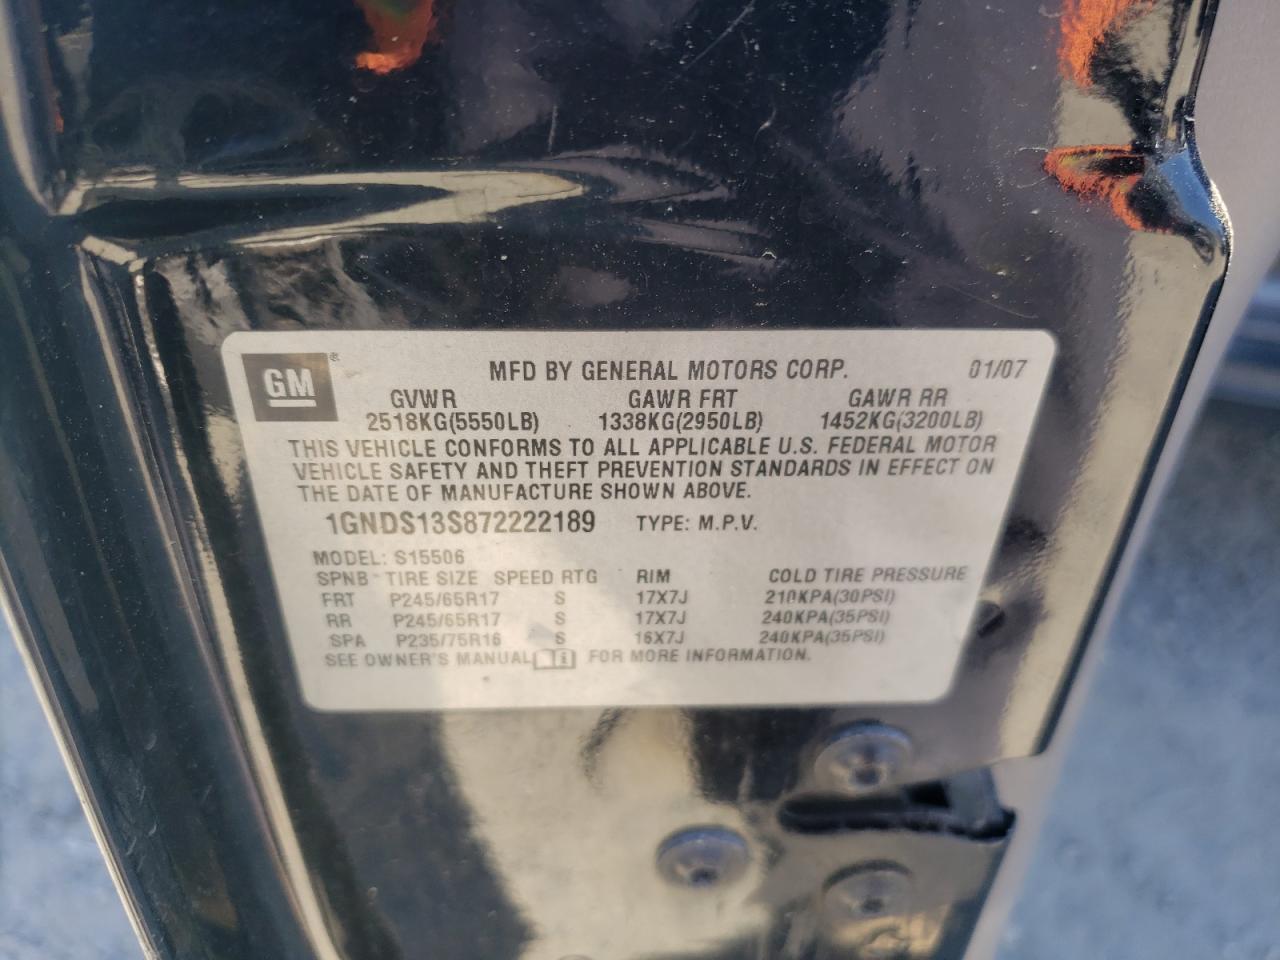 GM ® MFD BY GENERAL MOTORS CORP. 01/07
GVWR GAWR FRT GAWR RR
2518KG(5550LB) 1338KG(2950LB) 1452KG(3200LB)
THIS VEHICLE CONFORMS TO ALL APPLICABLE U.S. FEDERAL MOTOR
VEHICLE SAFETY AND THEFT PREVENTION STANDARDS IN EFFECT ON
THE DATE OF MANUFACTURE SHOWN ABOVE.
1GNDS13S872222189 TYPE: M.P.V.
MODEL: S15506
SPNB TIRE SIZE SPEED RTG RIM COLD TIRE PRESSURE
FRT P245/65R17 S 17X7J 210KPA(30PSI)
RR P245/65R17 S 17X7J 240KPA(35PSI)
SPA P235/75R16 S 16X7J 240KPA(35PSI)
SEE OWNER'S MANUAL i FOR MORE INFORMATION.